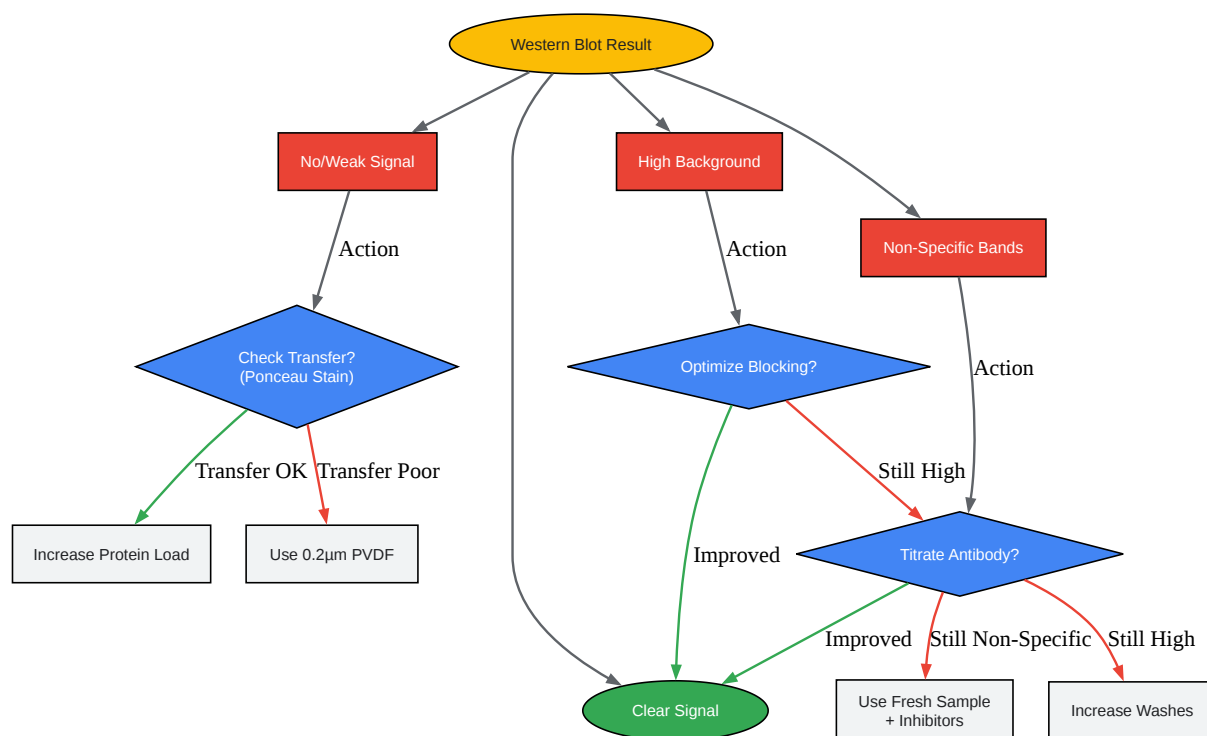 Western Blot Result
No/Weak Signal
High Background
Non-Specific Bands
Action
Action
Action
Check Transfer?
(Ponceau Stain)
Optimize Blocking?
Transfer OK
Transfer Poor
Still High
Increase Protein Load
Use 0.2µm PVDF
Improved
Titrate Antibody?
Improved
Still Non-Specific
Still High
Clear Signal
Use Fresh Sample
+ Inhibitors
Increase Washes